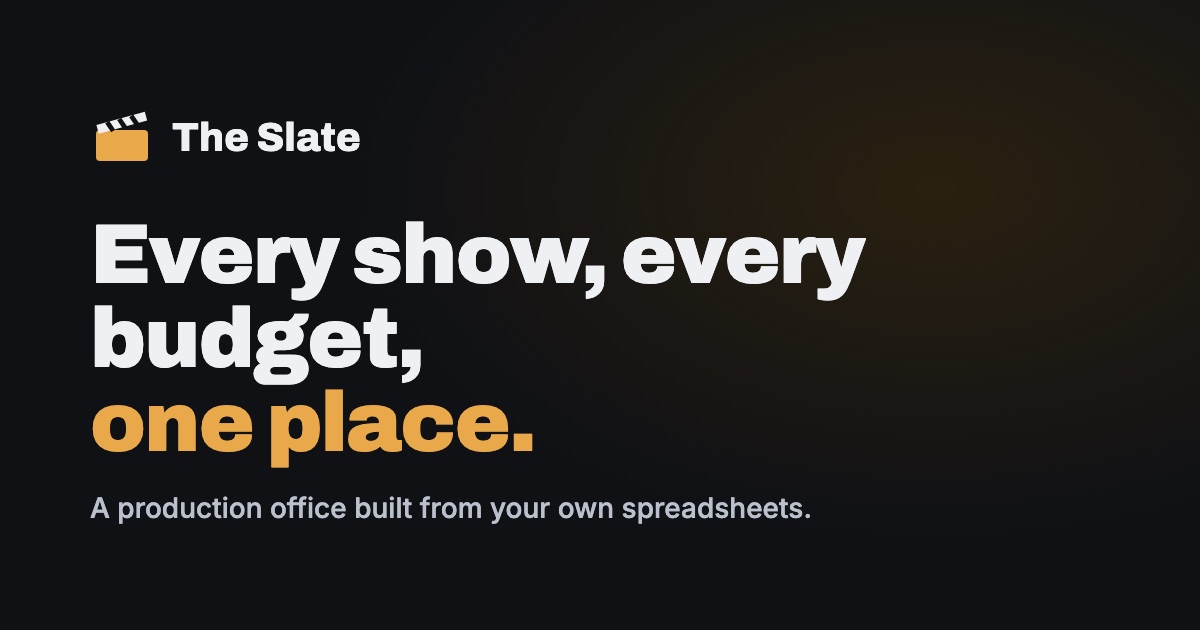 The Slate
Every show, every
budget,
one place.
A production office built from your own spreadsheets.